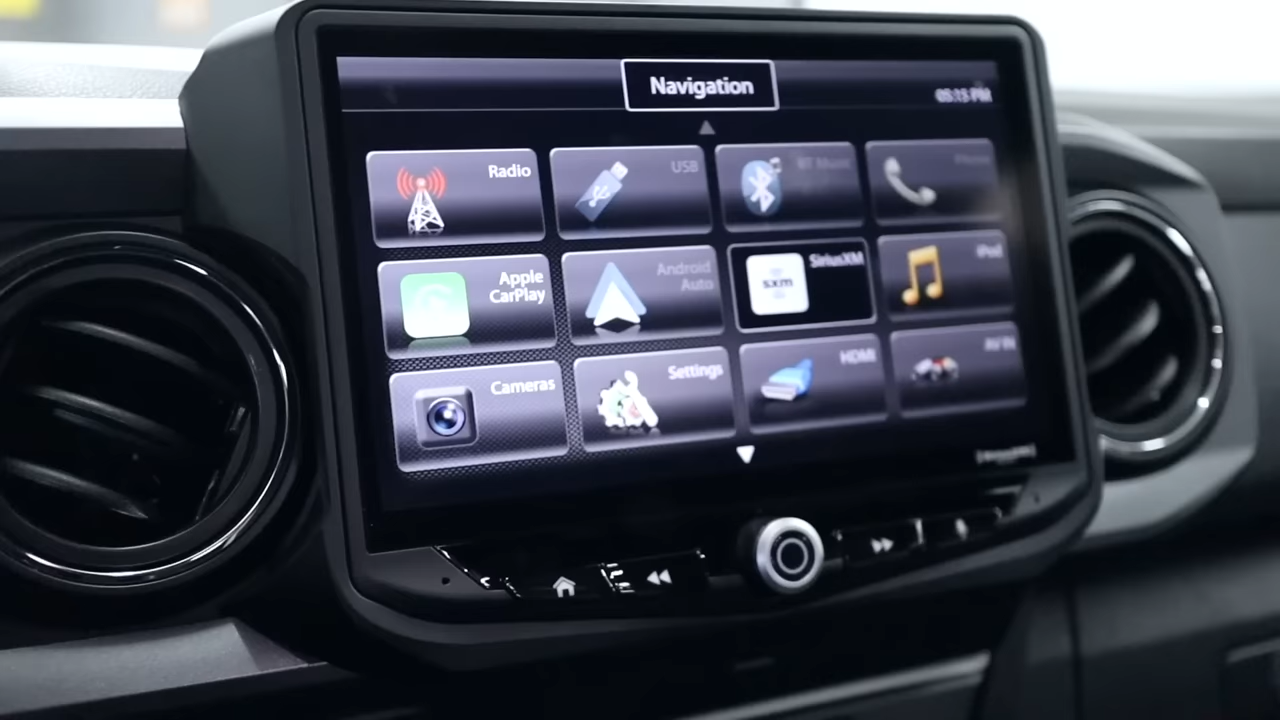 Navigation
05:15 PM
Radio
USB
BT Music
Phone
Apple
CarPlay
Android
Auto
sxm
SiriusXM
iPod
Cameras
Settings
HDMI
AV IN